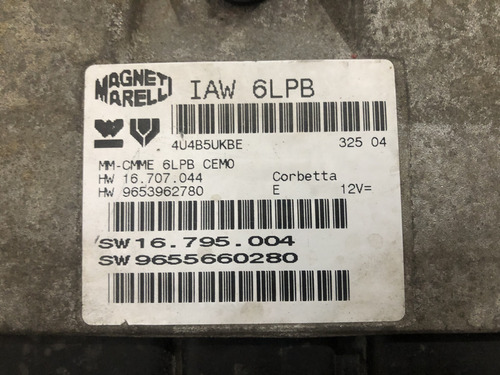 MAGNETI MARELLI
IAW 6LPB
4U4B5UKBE 325 04
MM-CMME 6LPB CEMO
HW 16.707.044 Corbetta
HW 9653962780 E 12V=
SW 16.795.004
SW 9655660280